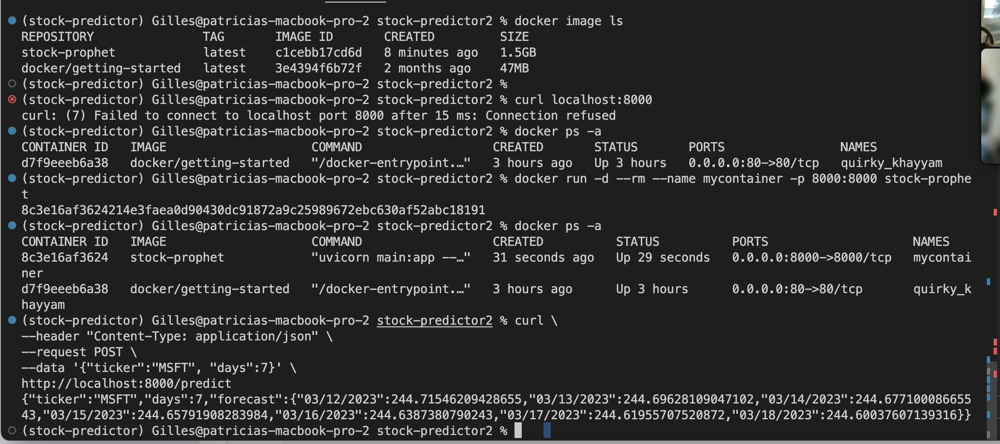 (stock-predictor) Gilles@patricias-macbook-pro-2 stock-predictor2 % docker image ls
REPOSITORY               TAG       IMAGE ID       CREATED         SIZE
stock-prophet            latest    c1cebb17cd6d   8 minutes ago   1.5GB
docker/getting-started   latest    3e4394f6b72f   2 months ago    47MB
(stock-predictor) Gilles@patricias-macbook-pro-2 stock-predictor2 %
(stock-predictor) Gilles@patricias-macbook-pro-2 stock-predictor2 % curl localhost:8000
curl: (7) Failed to connect to localhost port 8000 after 15 ms: Connection refused
(stock-predictor) Gilles@patricias-macbook-pro-2 stock-predictor2 % docker ps -a
CONTAINER ID   IMAGE                    COMMAND                  CREATED       STATUS       PORTS                NAMES
d7f9eeeb6a38   docker/getting-started   "/docker-entrypoint.…"   3 hours ago   Up 3 hours   0.0.0.0:80->80/tcp   quirky_khayyam
(stock-predictor) Gilles@patricias-macbook-pro-2 stock-predictor2 % docker run -d --rm --name mycontainer -p 8000:8000 stock-prophe
t
8c3e16af3624214e3faea0d90430dc91872a9c25989672ebc630af52abc18191
(stock-predictor) Gilles@patricias-macbook-pro-2 stock-predictor2 % docker ps -a
CONTAINER ID   IMAGE                    COMMAND                  CREATED          STATUS          PORTS                    NAMES
8c3e16af3624   stock-prophet            "uvicorn main:app --…"   31 seconds ago   Up 29 seconds   0.0.0.0:8000->8000/tcp   mycontai
ner
d7f9eeeb6a38   docker/getting-started   "/docker-entrypoint.…"   3 hours ago      Up 3 hours      0.0.0.0:80->80/tcp       quirky_k
hayyam
(stock-predictor) Gilles@patricias-macbook-pro-2 stock-predictor2 % curl \
--header "Content-Type: application/json" \
--request POST \
--data '{"ticker":"MSFT", "days":7}' \
http://localhost:8000/predict
{"ticker":"MSFT","days":7,"forecast":{"03/12/2023":244.71546209428655,"03/13/2023":244.69628109047102,"03/14/2023":244.677100086655
43,"03/15/2023":244.65791908283984,"03/16/2023":244.6387380790243,"03/17/2023":244.61955707520872,"03/18/2023":244.60037607139316}}
(stock-predictor) Gilles@patricias-macbook-pro-2 stock-predictor2 %